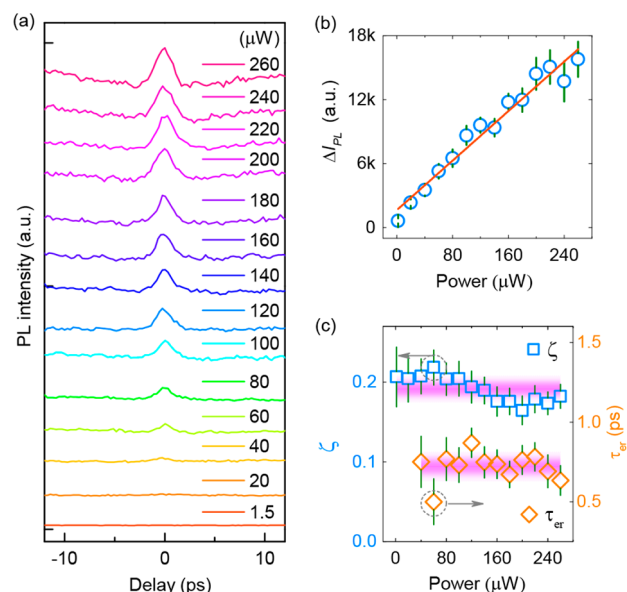 (a)
(μW)
260
240
220
200
180
160
140
120
100
80
60
40
20
1.5
PL intensity (a.u.)
-10 0 10
Delay (ps)
(b)
18k
12k
6k
0
ΔI_PL (a.u.)
0 80 160 240
Power (μW)
(c)
0.2
0.1
0.0
ζ
ζ
τer
1.5
1.0
0.5
τer (ps)
0 80 160 240
Power (μW)